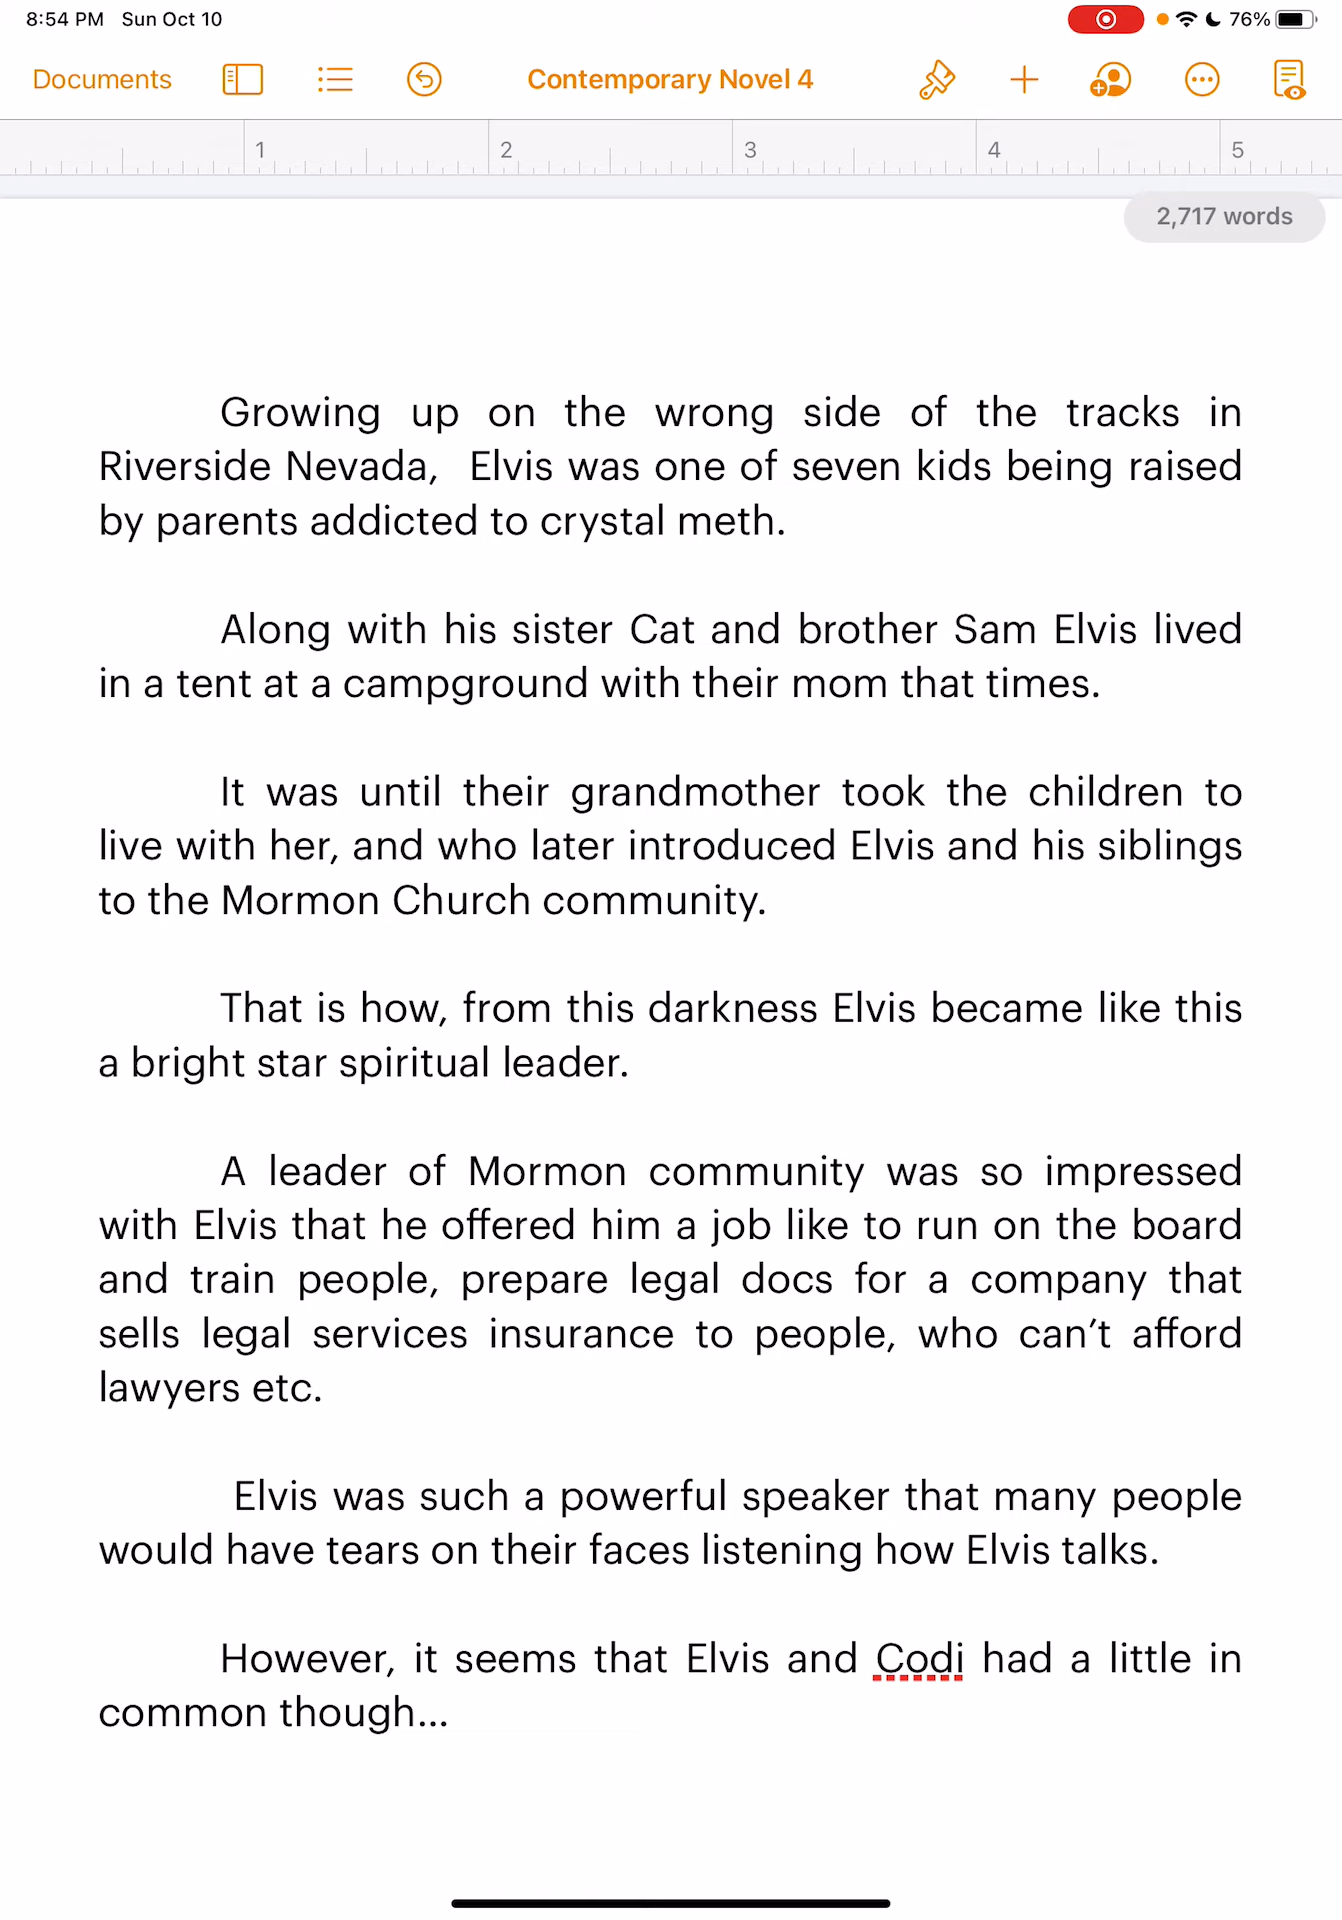 8:54 PM Sun Oct 10 76%
Documents Contemporary Novel 4
1 2 3 4 5
2,717 words
Growing up on the wrong side of the tracks in
Riverside Nevada, Elvis was one of seven kids being raised
by parents addicted to crystal meth.
Along with his sister Cat and brother Sam Elvis lived
in a tent at a campground with their mom that times.
It was until their grandmother took the children to
live with her, and who later introduced Elvis and his siblings
to the Mormon Church community.
That is how, from this darkness Elvis became like this
a bright star spiritual leader.
A leader of Mormon community was so impressed
with Elvis that he offered him a job like to run on the board
and train people, prepare legal docs for a company that
sells legal services insurance to people, who can’t afford
lawyers etc.
Elvis was such a powerful speaker that many people
would have tears on their faces listening how Elvis talks.
However, it seems that Elvis and Codi had a little in
common though...